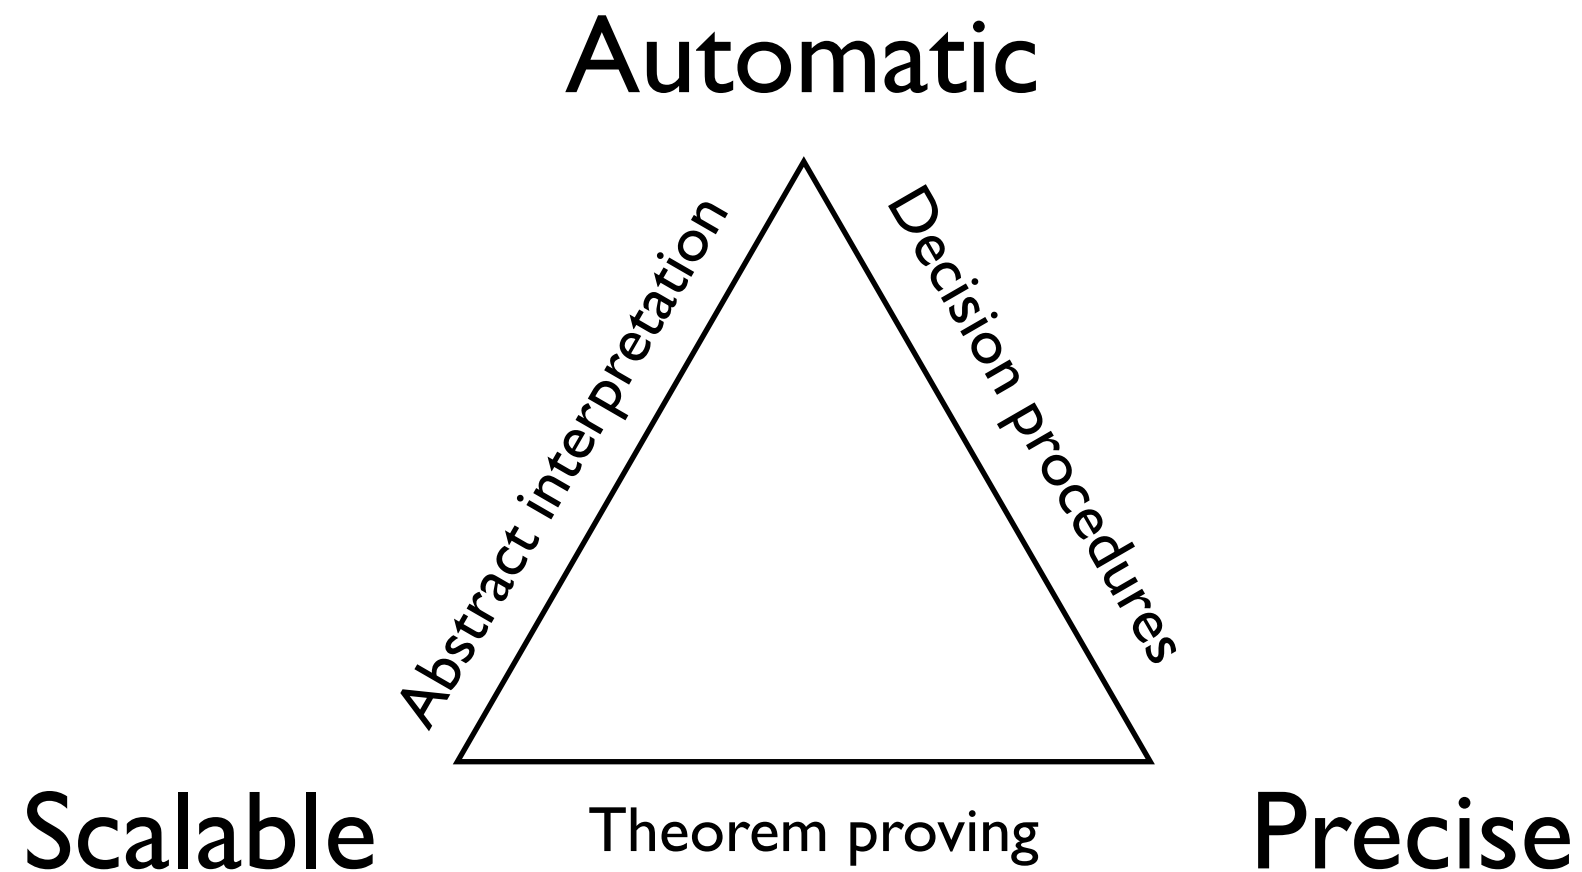 Automatic
Abstract interpretation
Decision procedures
Scalable
Theorem proving
Precise